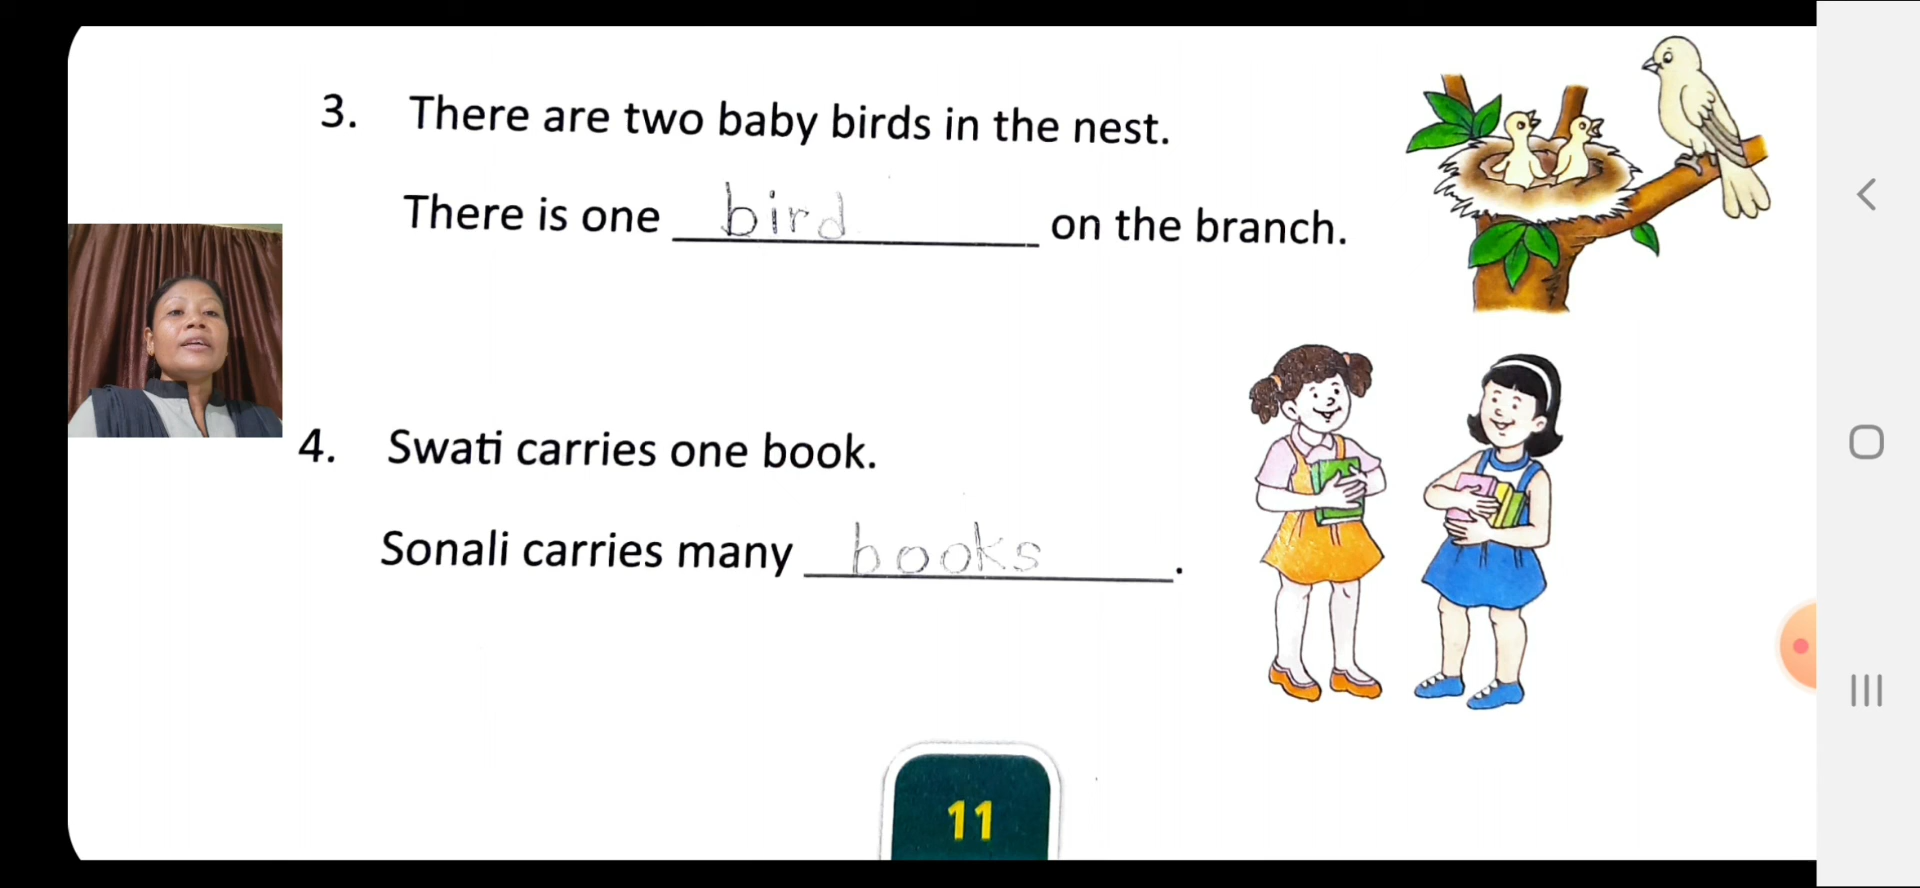 3. There are two baby birds in the nest.
There is one bird on the branch.
4. Swati carries one book.
Sonali carries many books.
11